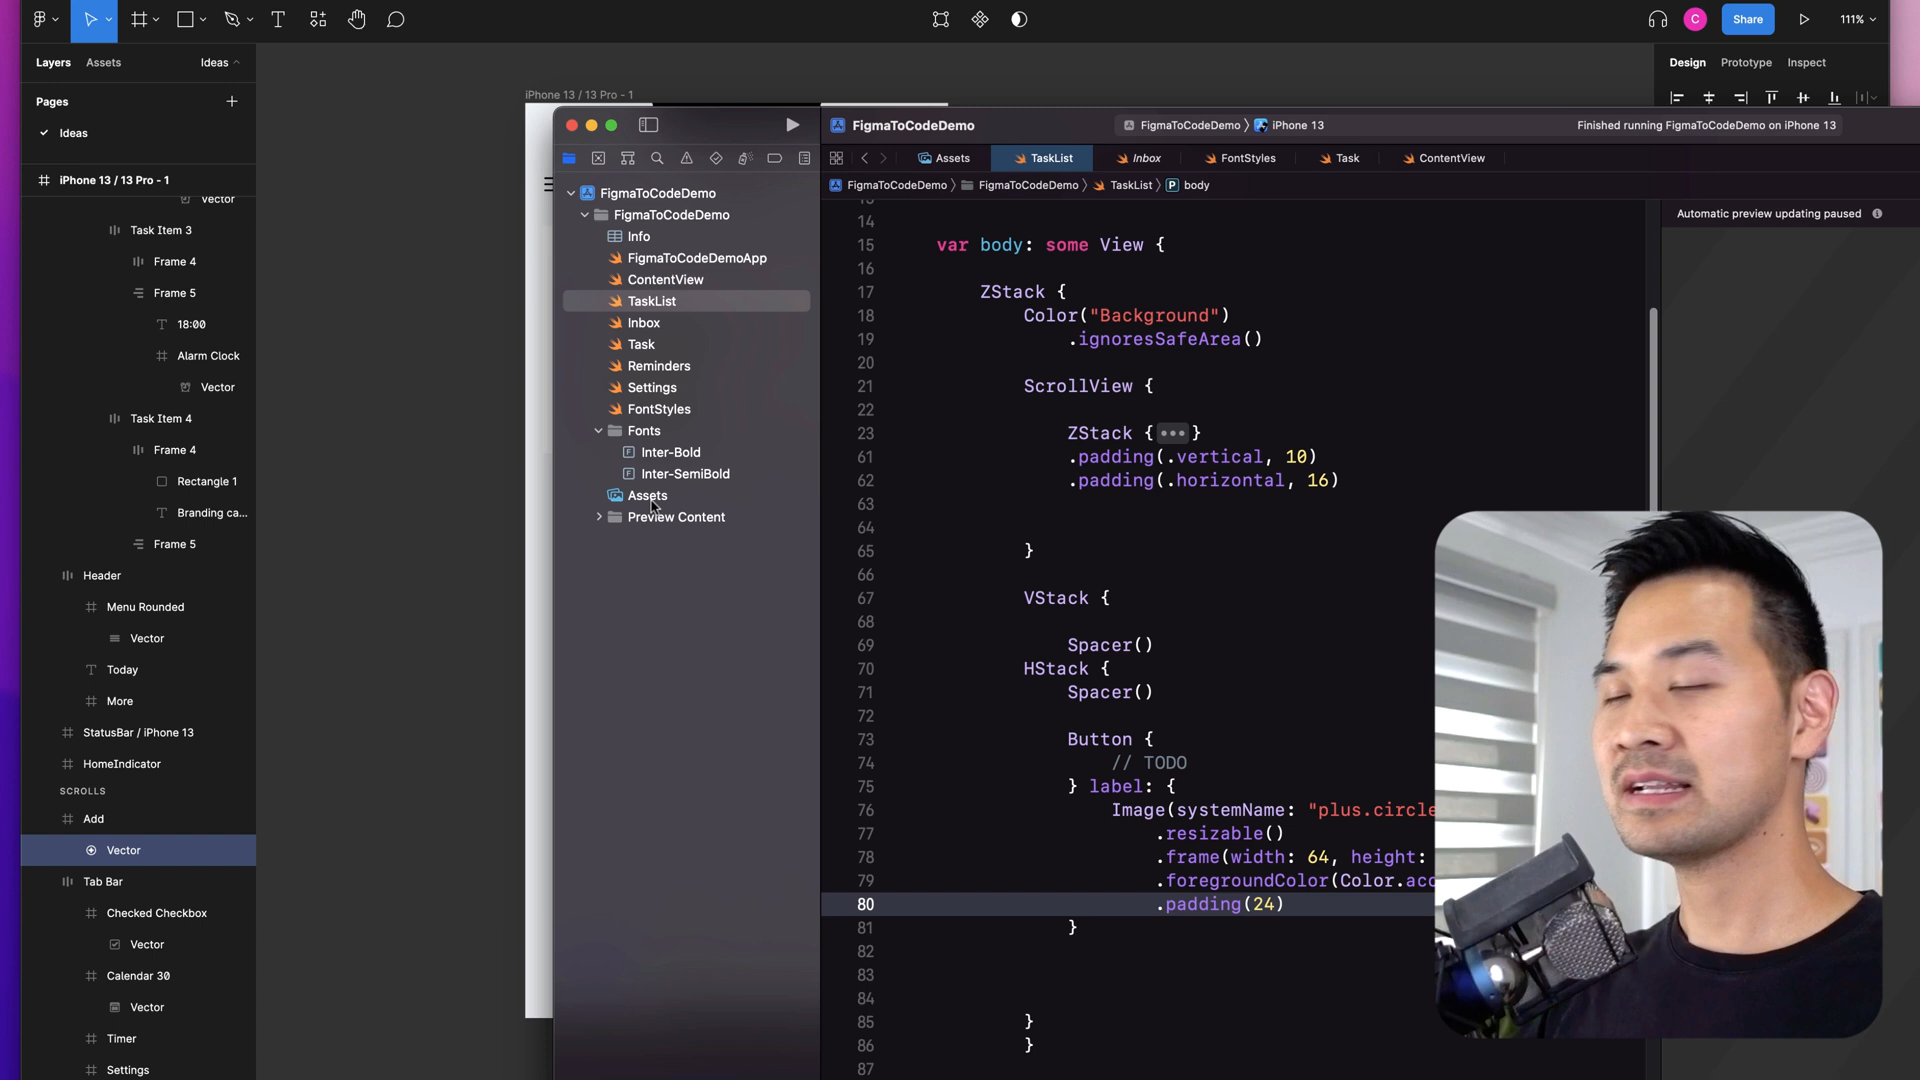 Share
111%
Layers
Assets
Ideas
Design
Prototype
Inspect
Pages
Ideas
iPhone 13 / 13 Pro - 1
Vector
Task Item 3
Frame 4
Frame 5
18:00
Alarm Clock
Vector
Task Item 4
Frame 4
Rectangle 1
Branding ca...
Frame 5
Header
Menu Rounded
Vector
Today
More
StatusBar / iPhone 13
HomeIndicator
SCROLLS
Add
Vector
Tab Bar
Checked Checkbox
Vector
Calendar 30
Vector
Timer
Settings
iPhone 13 / 13 Pro - 1
C
FigmaToCodeDemo
FigmaToCodeDemo
Info
FigmaToCodeDemoApp
ContentView
TaskList
Inbox
Task
Reminders
Settings
FontStyles
Fonts
Inter-Bold
Inter-SemiBold
Assets
Preview Content
FigmaToCodeDemo
FigmaToCodeDemo 〉 iPhone 13
Finished running FigmaToCodeDemo on iPhone 13
Assets
TaskList
Inbox
FontStyles
Task
ContentView
FigmaToCodeDemo 〉 FigmaToCodeDemo 〉 TaskList 〉 P body
Automatic preview updating paused
14
15 var body: some View {
16
17 ZStack {
18 Color("Background")
19 .ignoresSafeArea()
20
21 ScrollView {
22
23 ZStack {•••}
61 .padding(.vertical, 10)
62 .padding(.horizontal, 16)
63
64
65 }
66
67 VStack {
68
69 Spacer()
70 HStack {
71 Spacer()
72
73 Button {
74 // TODO
75 } label: {
76 Image(systemName: "plus.circle
77 .resizable()
78 .frame(width: 64, height:
79 .foregroundColor(Color.acc
80 .padding(24)
81 }
82
83
84
85 }
86 }
87